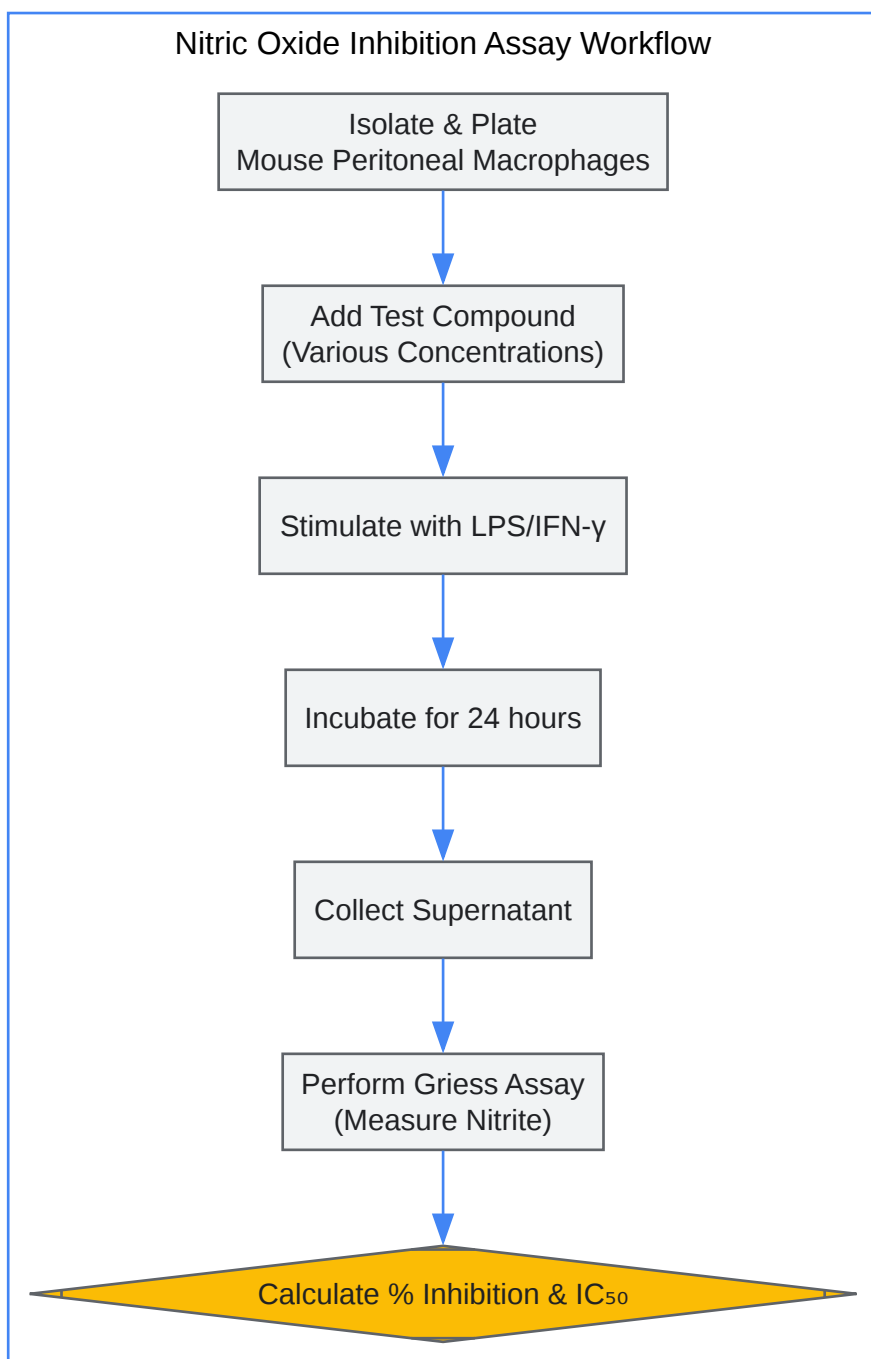 Nitric Oxide Inhibition Assay Workflow
Isolate & Plate
Mouse Peritoneal Macrophages
Add Test Compound
(Various Concentrations)
Stimulate with LPS/IFN-γ
Incubate for 24 hours
Collect Supernatant
Perform Griess Assay
(Measure Nitrite)
Calculate % Inhibition & IC₅₀